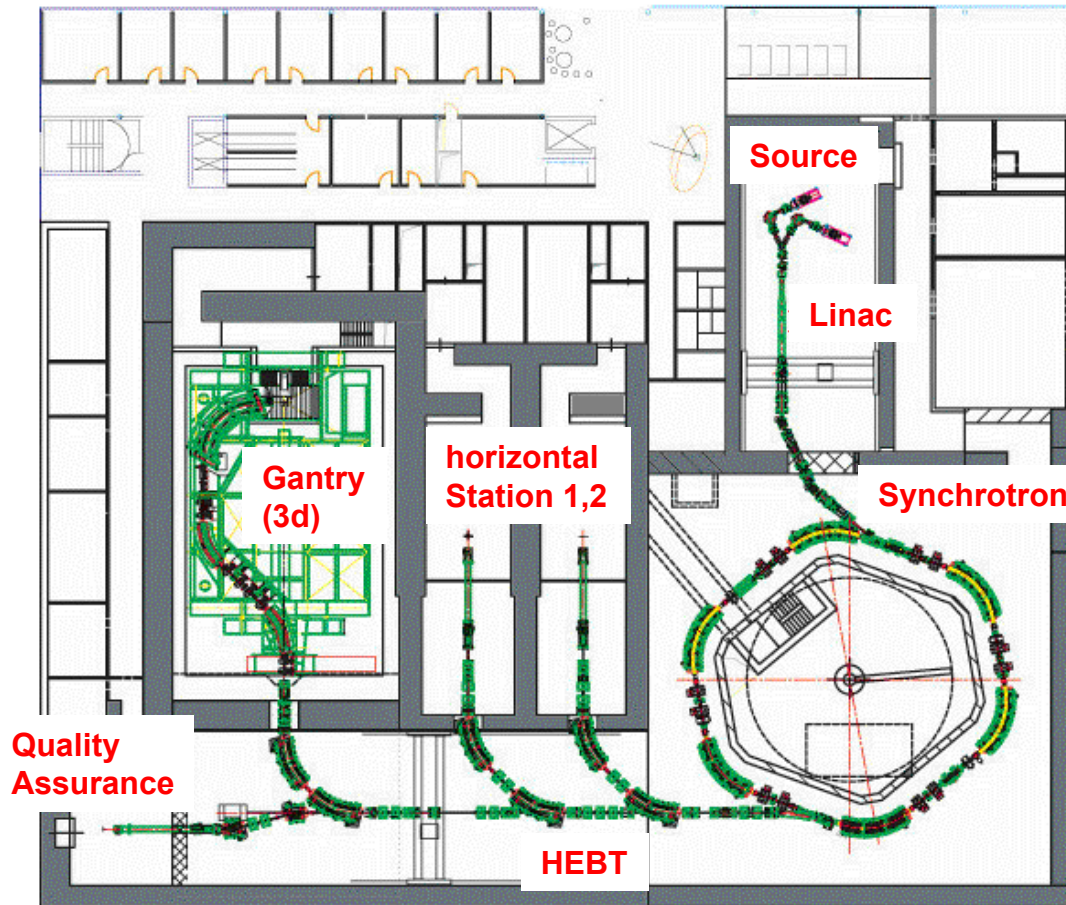 Source
Linac
Gantry
(3d)
horizontal
Station 1,2
Synchrotron
Quality
Assurance
HEBT